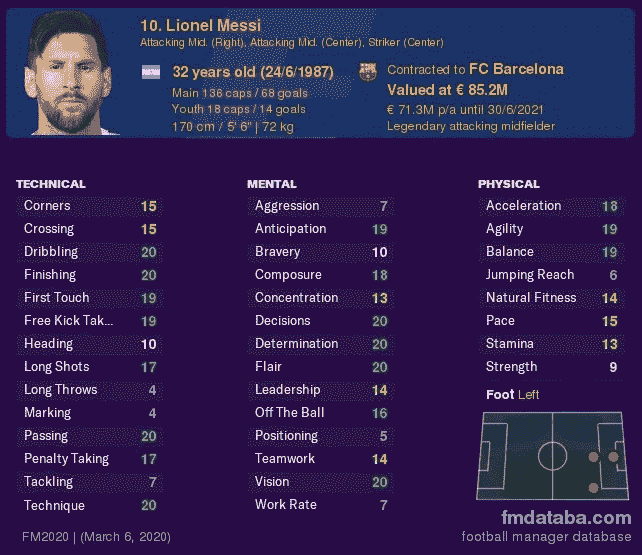 10. Lionel Messi
Attacking Mid. (Right), Attacking Mid. (Center), Striker (Center)
32 years old (24/6/1987)
Main 136 caps / 68 goals
Youth 18 caps / 14 goals
170 cm / 5' 6" | 72 kg
Contracted to FC Barcelona
Valued at € 85.2M
€ 71.3M p/a until 30/6/2021
Legendary attacking midfielder
TECHNICAL
Corners 15
Crossing 15
Dribbling 20
Finishing 20
First Touch 19
Free Kick Tak... 19
Heading 10
Long Shots 17
Long Throws 4
Marking 4
Passing 20
Penalty Taking 17
Tackling 7
Technique 20
MENTAL
Aggression 7
Anticipation 19
Bravery 10
Composure 18
Concentration 13
Decisions 20
Determination 20
Flair 20
Leadership 14
Off The Ball 16
Positioning 5
Teamwork 14
Vision 20
Work Rate 7
PHYSICAL
Acceleration 18
Agility 19
Balance 19
Jumping Reach 6
Natural Fitness 14
Pace 15
Stamina 13
Strength 9
Foot Left
FM2020 | (March 6, 2020)
fmdataba.com
football manager database